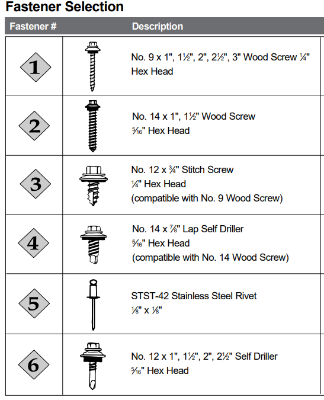 Fastener Selection
Fastener # Description
1
No. 9 x 1", 1½", 2", 2½", 3" Wood Screw ¼"
Hex Head
2
No. 14 x 1", 1½" Wood Screw
5⁄16" Hex Head
3
No. 12 x ¾" Stitch Screw
¼" Hex Head
(compatible with No. 9 Wood Screw)
4
No. 14 x ⅞" Lap Self Driller
5⁄16" Hex Head
(compatible with No. 14 Wood Screw)
5
STST-42 Stainless Steel Rivet
⅛" x ⅛"
6
No. 12 x 1", 1½", 2", 2½" Self Driller
5⁄16" Hex Head